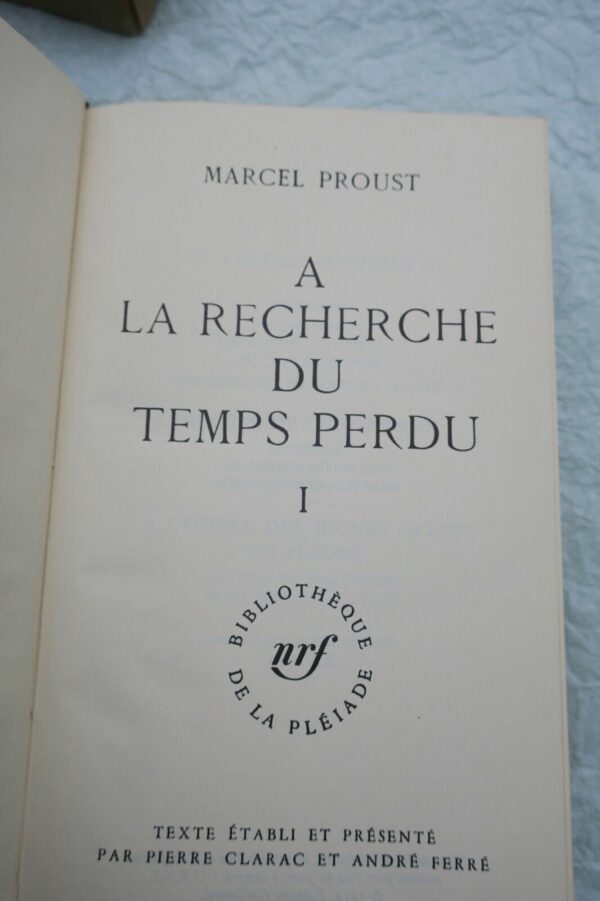 MARCEL PROUST
A
LA RECHERCHE
DU
TEMPS PERDU
I
BIBLIOTHÈQUE
nrf
DE LA PLÉIADE
TEXTE ÉTABLI ET PRÉSENTÉ
PAR PIERRE CLARAC ET ANDRÉ FERRÉ